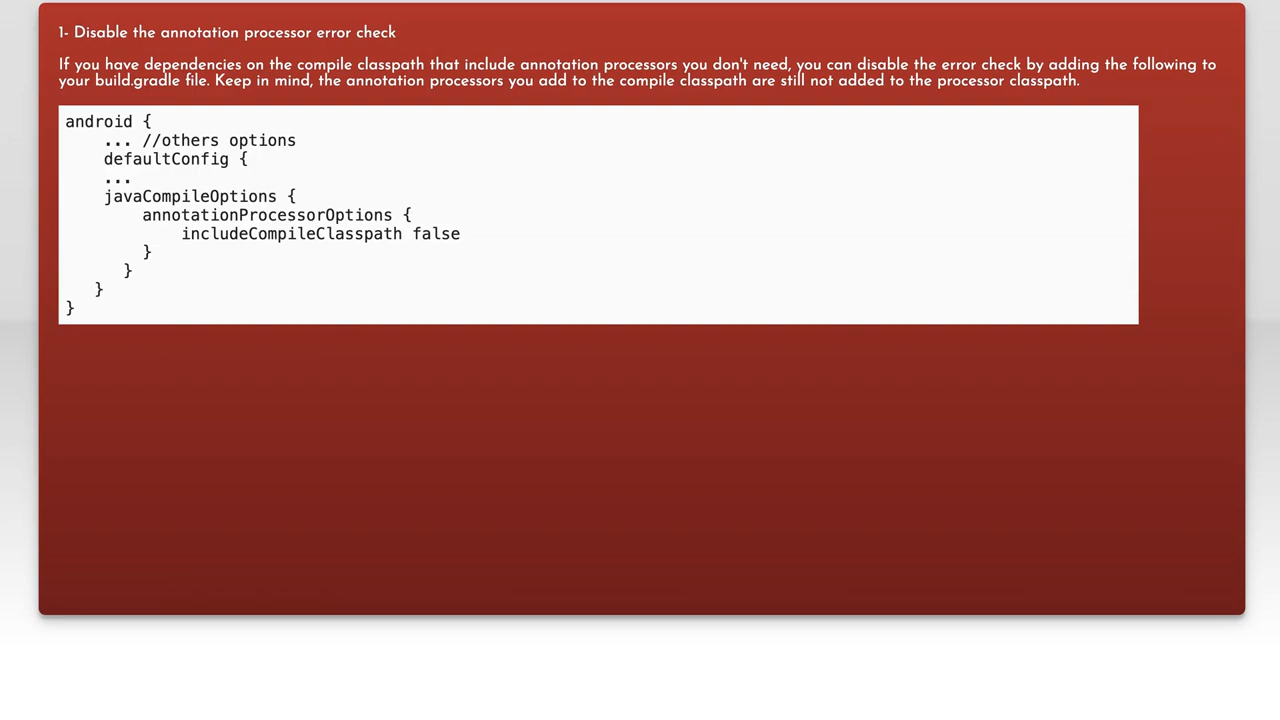 1- Disable the annotation processor error check
If you have dependencies on the compile classpath that include annotation processors you don't need, you can disable the error check by adding the following to
your build.gradle file. Keep in mind, the annotation processors you add to the compile classpath are still not added to the processor classpath.
android {
    ... //others options
    defaultConfig {
    ...
    javaCompileOptions {
        annotationProcessorOptions {
            includeCompileClasspath false
        }
      }
   }
}